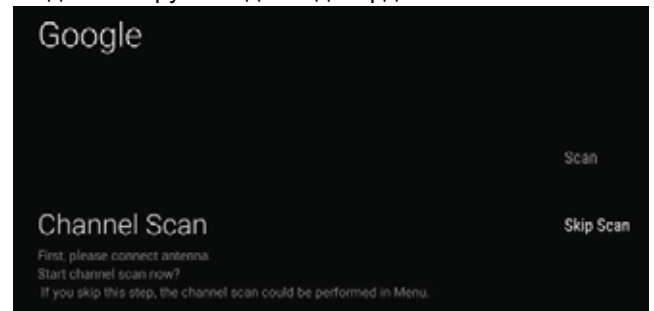 Google
Scan
Channel Scan
Skip Scan
First, please connect antenna.
Start channel scan now?
If you skip this step, the channel scan could be performed in Menu.